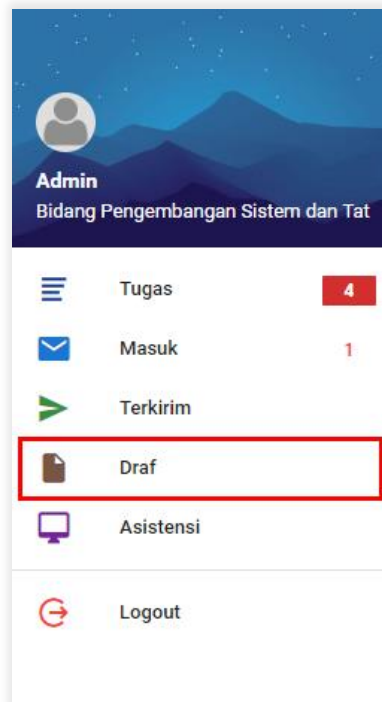 Admin
Bidang Pengembangan Sistem dan Tat
Tugas 4
Masuk 1
Terkirim
Draf
Asistensi
Logout